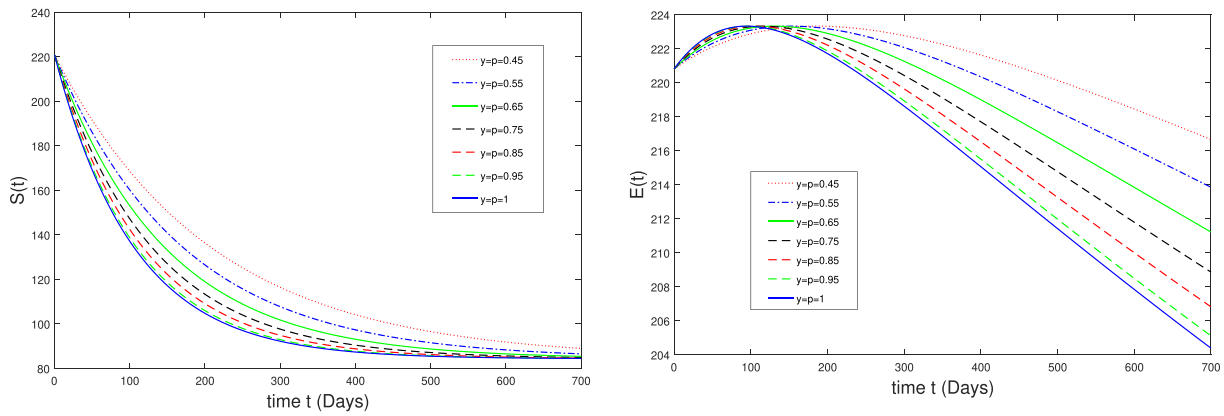 240
220
200
180
160
140
120
100
80
S(t)
0 100 200 300 400 500 600 700
time t (Days)
y=p=0.45
y=p=0.55
y=p=0.65
y=p=0.75
y=p=0.85
y=p=0.95
y=p=1
224
222
220
218
216
214
212
210
208
206
204
E(t)
0 100 200 300 400 500 600 700
time t (Days)
y=p=0.45
y=p=0.55
y=p=0.65
y=p=0.75
y=p=0.85
y=p=0.95
y=p=1